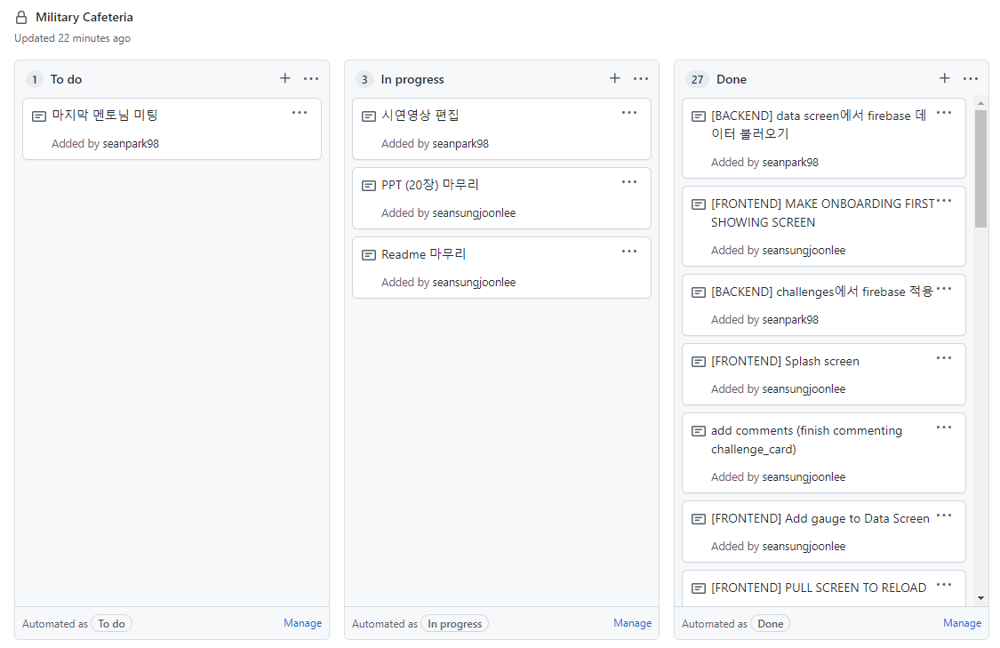 Military Cafeteria
Updated 22 minutes ago
1 To do
마지막 멘토님 미팅
Added by seanpark98
Automated as To do
Manage
3 In progress
시연영상 편집
Added by seanpark98
PPT (20장) 마무리
Added by seansungjoonlee
Readme 마무리
Added by seansungjoonlee
Automated as In progress
Manage
27 Done
[BACKEND] data screen에서 firebase 데
이터 불러오기
Added by seanpark98
[FRONTEND] MAKE ONBOARDING FIRST
SHOWING SCREEN
Added by seansungjoonlee
[BACKEND] challenges에서 firebase 적용
Added by seanpark98
[FRONTEND] Splash screen
Added by seansungjoonlee
add comments (finish commenting
challenge_card)
Added by seansungjoonlee
[FRONTEND] Add gauge to Data Screen
Added by seansungjoonlee
[FRONTEND] PULL SCREEN TO RELOAD
Automated as Done
Manage